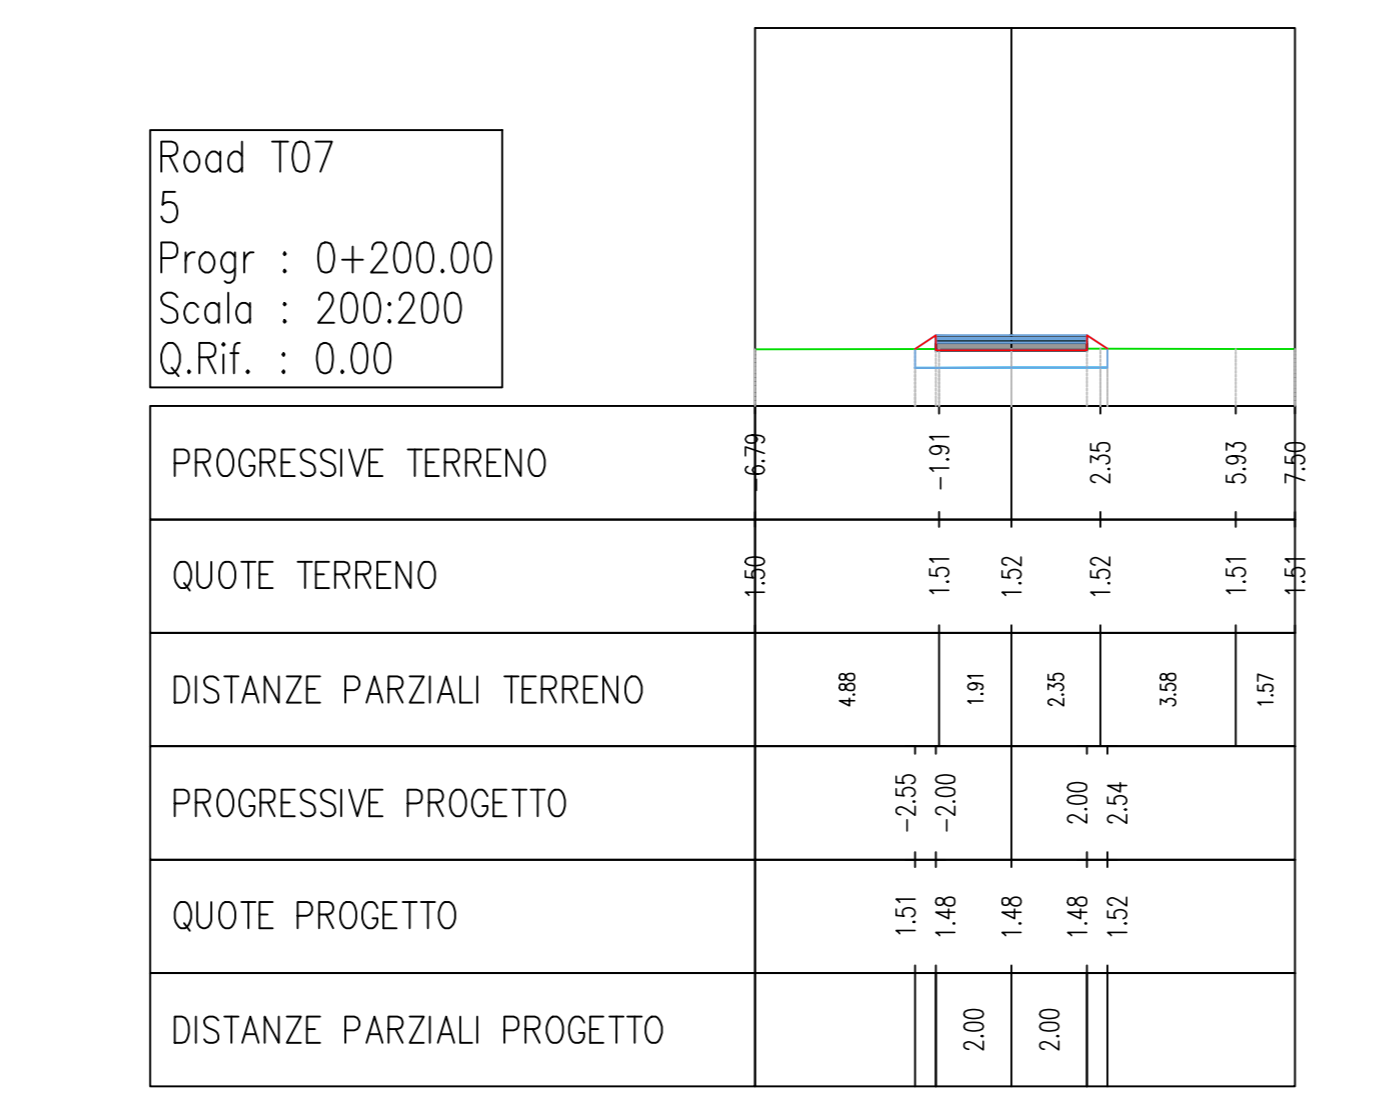 Road T07
5
Progr : 0+200.00
Scala : 200:200
Q.Rif. : 0.00
PROGRESSIVE TERRENO -6.79 -1.91 2.35 5.93 7.50
QUOTE TERRENO 1.50 1.51 1.52 1.52 1.51 1.51
DISTANZE PARZIALI TERRENO 4.88 1.91 2.35 3.58 1.57
PROGRESSIVE PROGETTO -2.55 -2.00 2.00 2.54
QUOTE PROGETTO 1.51 1.48 1.48 1.48 1.52
DISTANZE PARZIALI PROGETTO 2.00 2.00